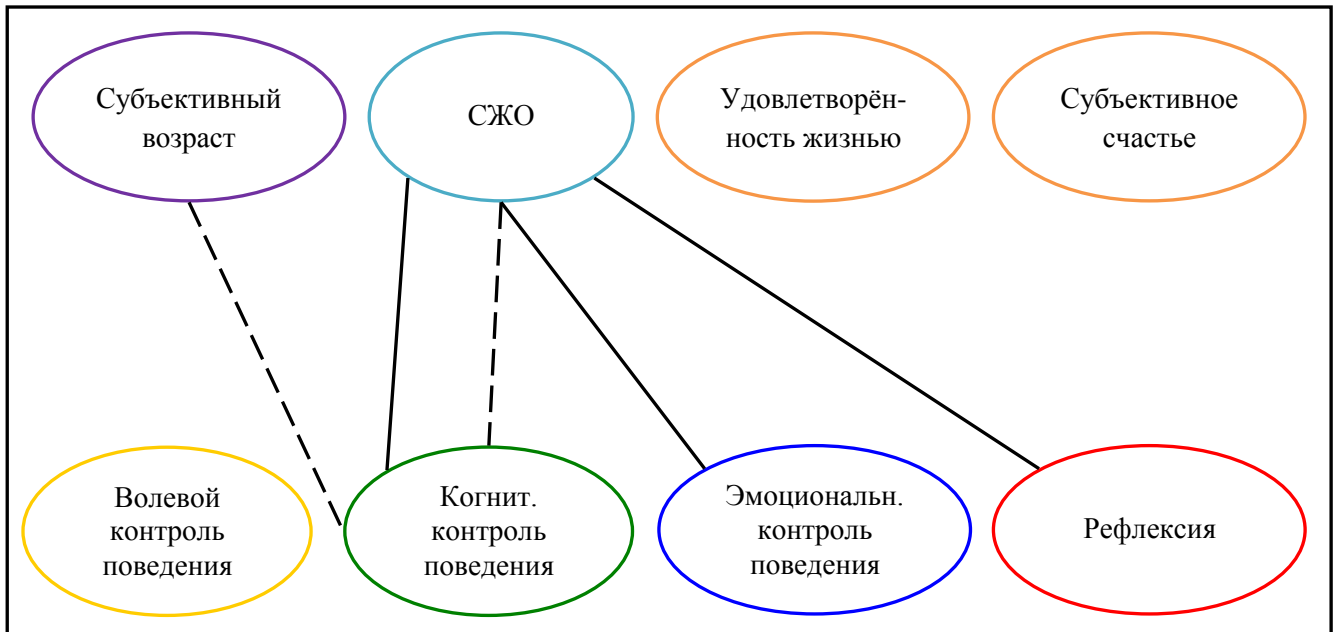 Субъективный
возраст
СЖО
Удовлетворён-
ность жизнью
Субъективное
счастье
Волевой
контроль
поведения
Когнит.
контроль
поведения
Эмоциональн.
контроль
поведения
Рефлексия